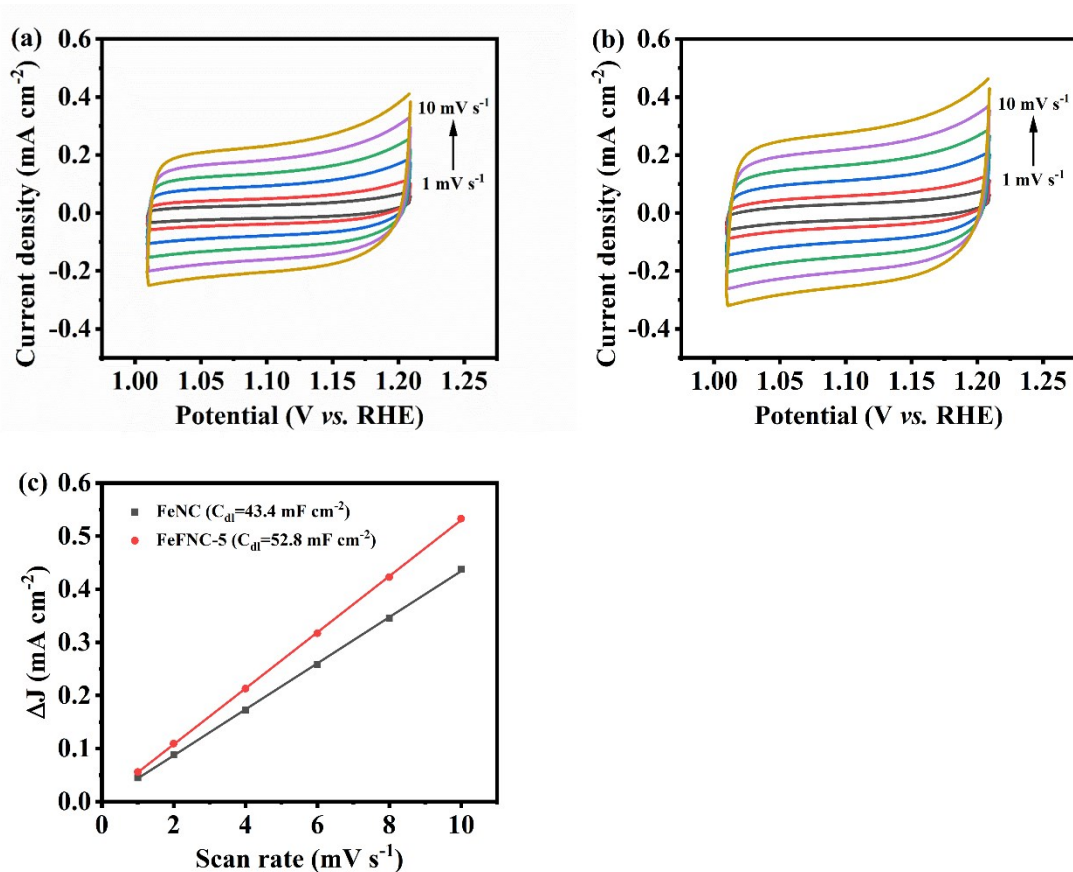 (a)
0.6
0.4
0.2
0.0
-0.2
-0.4
Current density (mA cm⁻²)
10 mV s⁻¹
1 mV s⁻¹
1.00 1.05 1.10 1.15 1.20 1.25
Potential (V vs. RHE)
(b)
0.6
0.4
0.2
0.0
-0.2
-0.4
Current density (mA cm⁻²)
10 mV s⁻¹
1 mV s⁻¹
1.00 1.05 1.10 1.15 1.20 1.25
Potential (V vs. RHE)
(c)
0.6
0.5
0.4
0.3
0.2
0.1
0.0
ΔJ (mA cm⁻²)
FeNC (Cdl=43.4 mF cm⁻²)
FeFNC-5 (Cdl=52.8 mF cm⁻²)
0 2 4 6 8 10
Scan rate (mV s⁻¹)